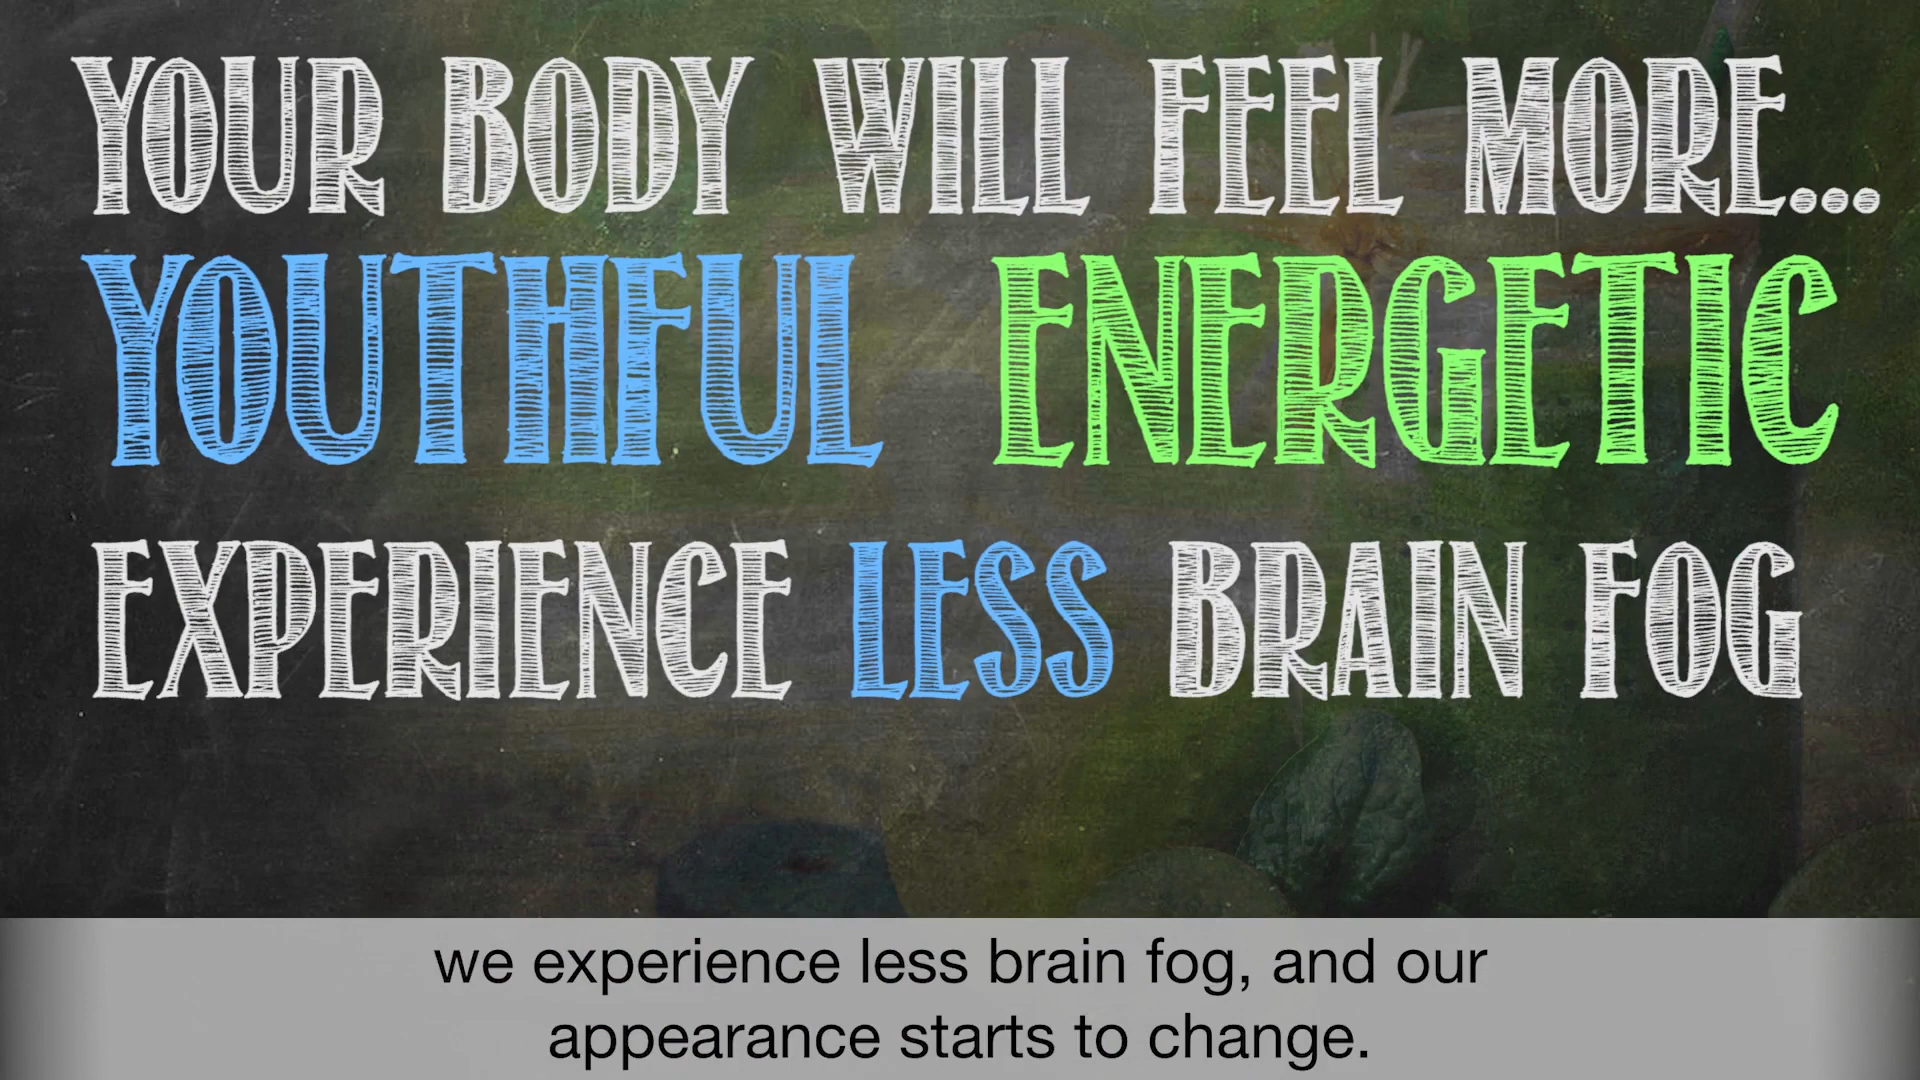 YOUR BODY WILL FEEL MORE...
YOUTHFUL ENERGETIC
EXPERIENCE LESS BRAIN FOG
we experience less brain fog, and our
appearance starts to change.